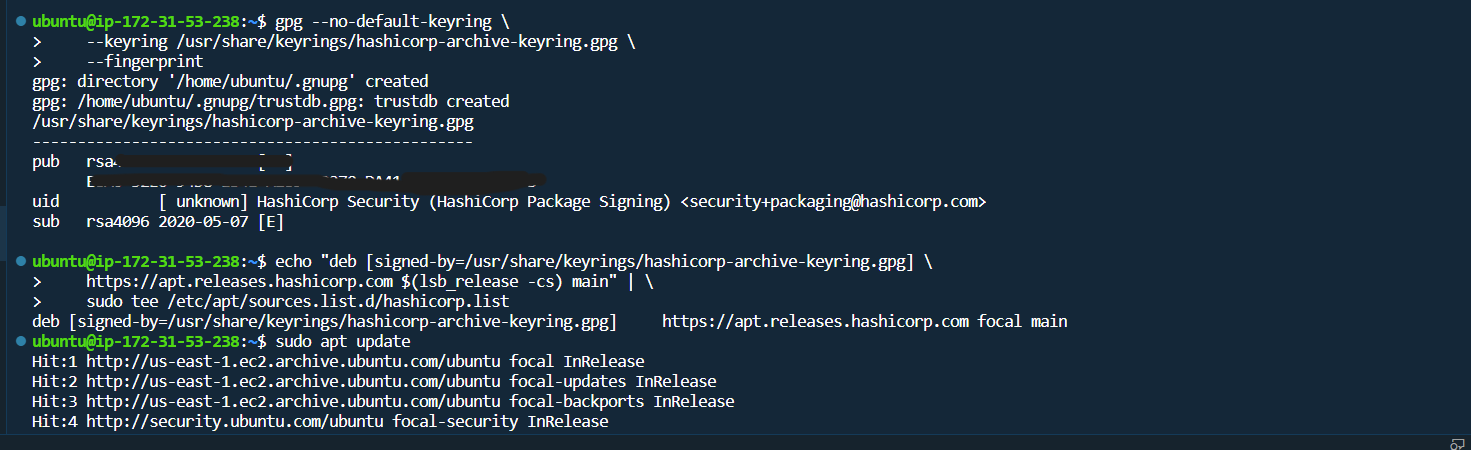 ubuntu@ip-172-31-53-238:~$ gpg --no-default-keyring \
>     --keyring /usr/share/keyrings/hashicorp-archive-keyring.gpg \
>     --fingerprint
gpg: directory '/home/ubuntu/.gnupg' created
gpg: /home/ubuntu/.gnupg/trustdb.gpg: trustdb created
/usr/share/keyrings/hashicorp-archive-keyring.gpg
-------------------------------------------------
pub   rsa
uid           [ unknown] HashiCorp Security (HashiCorp Package Signing) <security+packaging@hashicorp.com>
sub   rsa4096 2020-05-07 [E]
ubuntu@ip-172-31-53-238:~$ echo "deb [signed-by=/usr/share/keyrings/hashicorp-archive-keyring.gpg] \
>     https://apt.releases.hashicorp.com $(lsb_release -cs) main" | \
>     sudo tee /etc/apt/sources.list.d/hashicorp.list
deb [signed-by=/usr/share/keyrings/hashicorp-archive-keyring.gpg]     https://apt.releases.hashicorp.com focal main
ubuntu@ip-172-31-53-238:~$ sudo apt update
Hit:1 http://us-east-1.ec2.archive.ubuntu.com/ubuntu focal InRelease
Hit:2 http://us-east-1.ec2.archive.ubuntu.com/ubuntu focal-updates InRelease
Hit:3 http://us-east-1.ec2.archive.ubuntu.com/ubuntu focal-backports InRelease
Hit:4 http://security.ubuntu.com/ubuntu focal-security InRelease